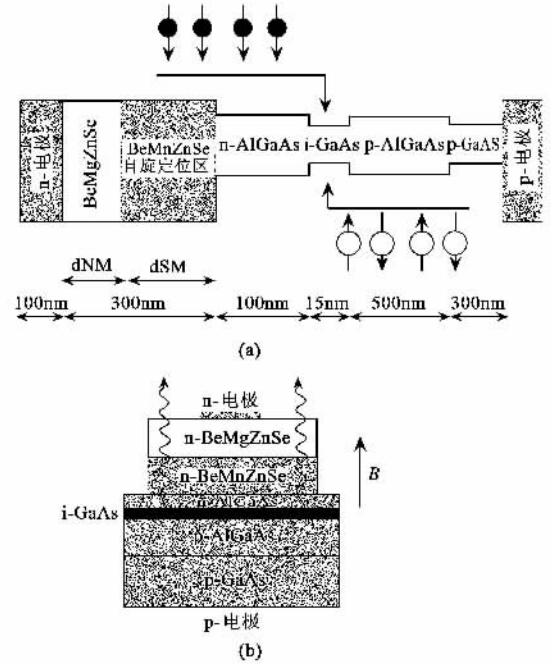 n-电极
BeMgZnSe
BeMnZnSe
自旋定位区
n-AlGaAs
i-GaAs
p-AlGaAs
p-GaAS
p-电极
dNM
dSM
100nm
300nm
100nm
15nm
500nm
300nm
(a)
n-电极
n-BeMgZnSe
n-BeMnZnSe
B
n-AlGaAs
i-GaAs
p-AlGaAs
p-GaAs
p-电极
(b)